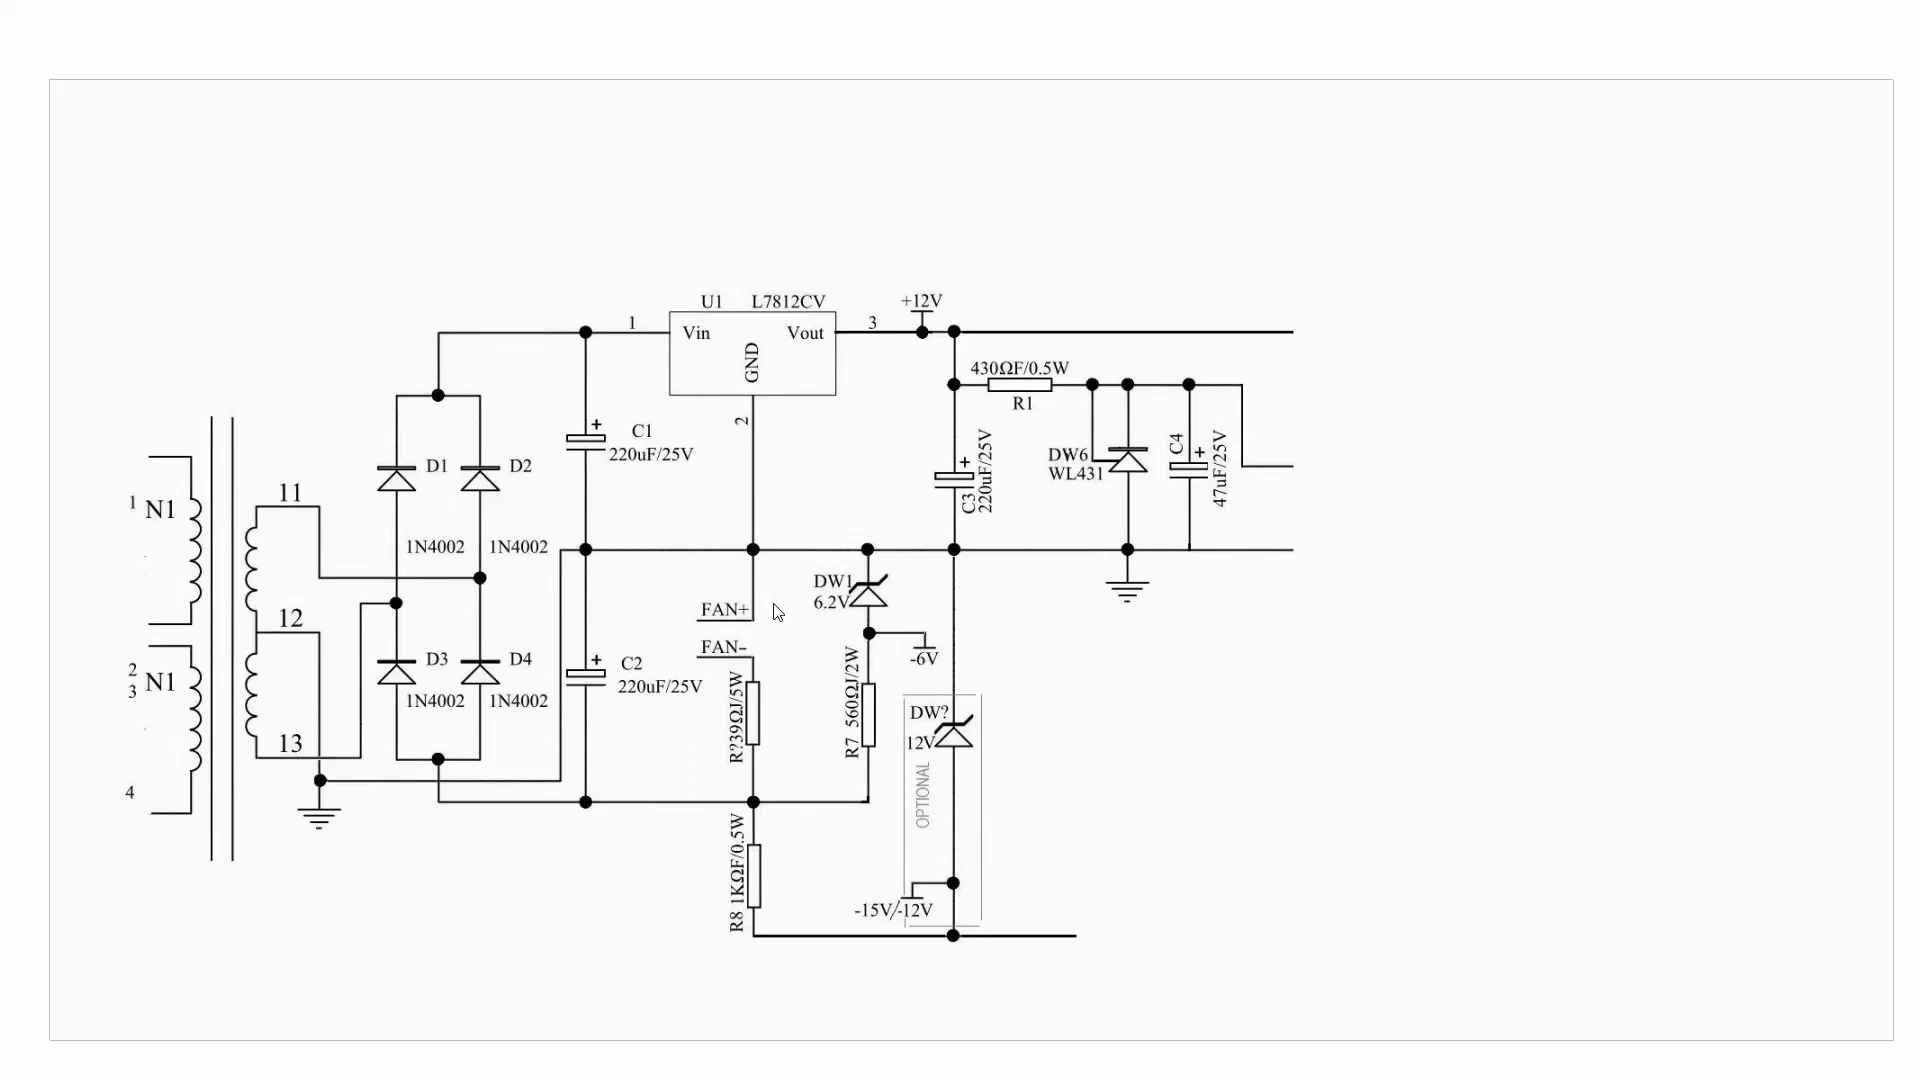 U1 L7812CV
+12V
1
Vin
Vout
3
GND
2
430ΩF/0.5W
R1
C1
220uF/25V
D1
D2
C3
220uF/25V
DW6
WL431
C4
47uF/25V
11
1
N1
1N4002
1N4002
DW1
6.2V
FAN+
12
FAN-
-6V
2
3
N1
D3
D4
C2
220uF/25V
1N4002
1N4002
R?39ΩJ/5W
R7 560ΩJ/2W
DW?
12V
13
OPTIONAL
4
R8 1KΩF/0.5W
-15V/-12V